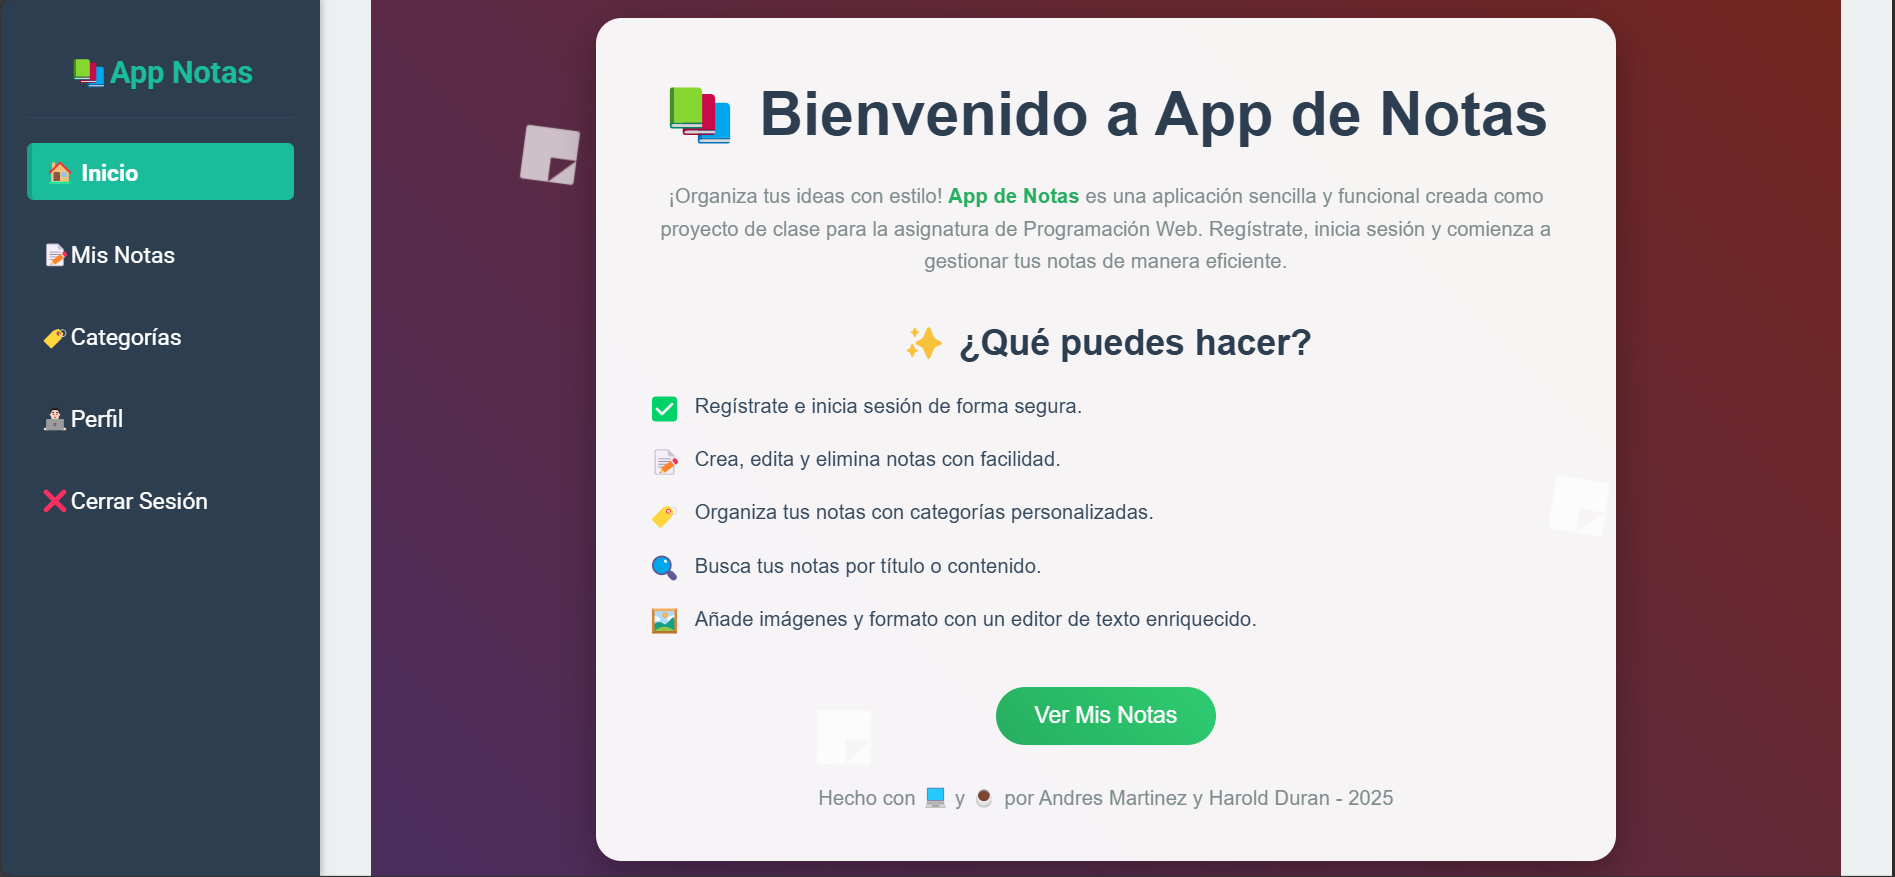 App Notas
Inicio
Mis Notas
Categorías
Perfil
Cerrar Sesión
Bienvenido a App de Notas
¡Organiza tus ideas con estilo! App de Notas es una aplicación sencilla y funcional creada como
proyecto de clase para la asignatura de Programación Web. Regístrate, inicia sesión y comienza a
gestionar tus notas de manera eficiente.
¿Qué puedes hacer?
Regístrate e inicia sesión de forma segura.
Crea, edita y elimina notas con facilidad.
Organiza tus notas con categorías personalizadas.
Busca tus notas por título o contenido.
Añade imágenes y formato con un editor de texto enriquecido.
Ver Mis Notas
Hecho con 💻 y ☕ por Andres Martinez y Harold Duran - 2025